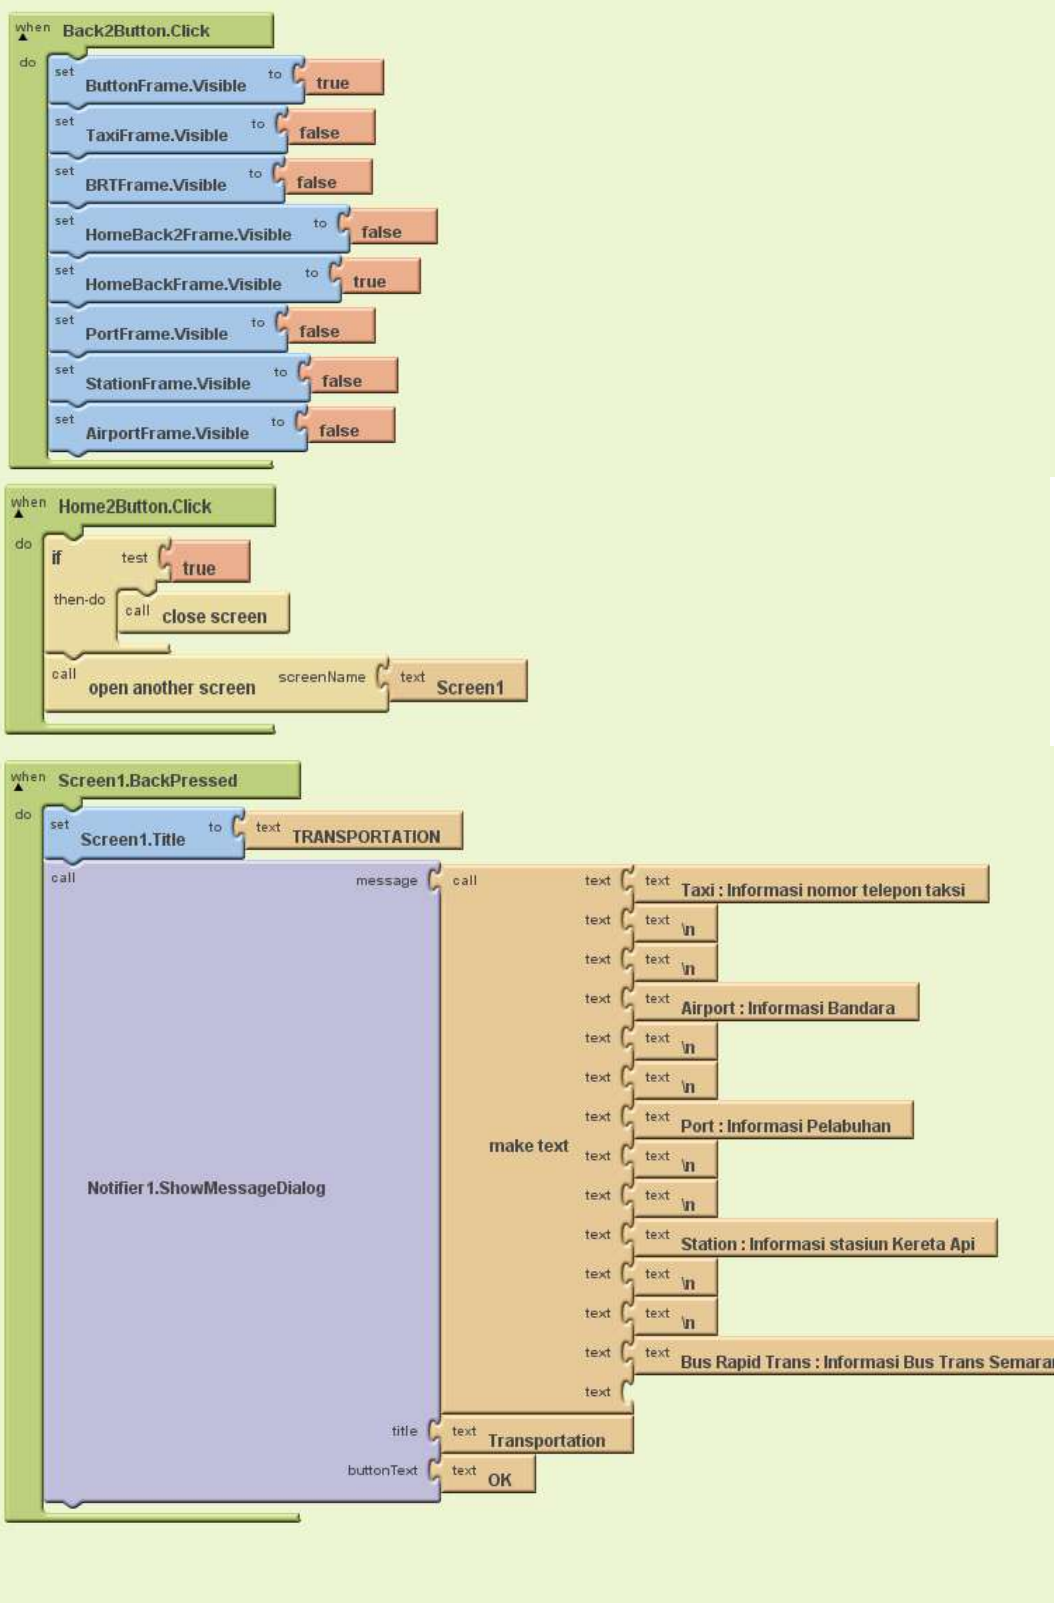 when Back2Button.Click
do set ButtonFrame.Visible to true
set TaxiFrame.Visible to false
set BRTFrame.Visible to false
set HomeBack2Frame.Visible to false
set HomeBackFrame.Visible to true
set PortFrame.Visible to false
set StationFrame.Visible to false
set AirportFrame.Visible to false
when Home2Button.Click
do if test true
then-do call close screen
call open another screen screenName text Screen1
when Screen1.BackPressed
do set Screen1.Title to text TRANSPORTATION
call message call text text Taxi : Informasi nomor telepon taksi
text text \n
text text \n
text text Airport : Informasi Bandara
text text \n
text text \n
text text Port : Informasi Pelabuhan
make text
text text \n
Notifier1.ShowMessageDialog
text text \n
text text Station : Informasi stasiun Kereta Api
text text \n
text text \n
text text Bus Rapid Trans : Informasi Bus Trans
text
title text Transportation
buttonText text OK